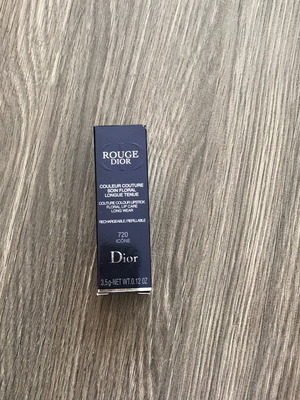 ROUGE
DIOR
COULEUR COUTURE
SOIN FLORAL
LONGUE TENUE
COUTURE COLOUR LIPSTICK
FLORAL LIP CARE
LONG WEAR
RECHARGEABLE/REFILLABLE
720
ICÔNE
Dior
3,5g-NET WT.0.12 OZ